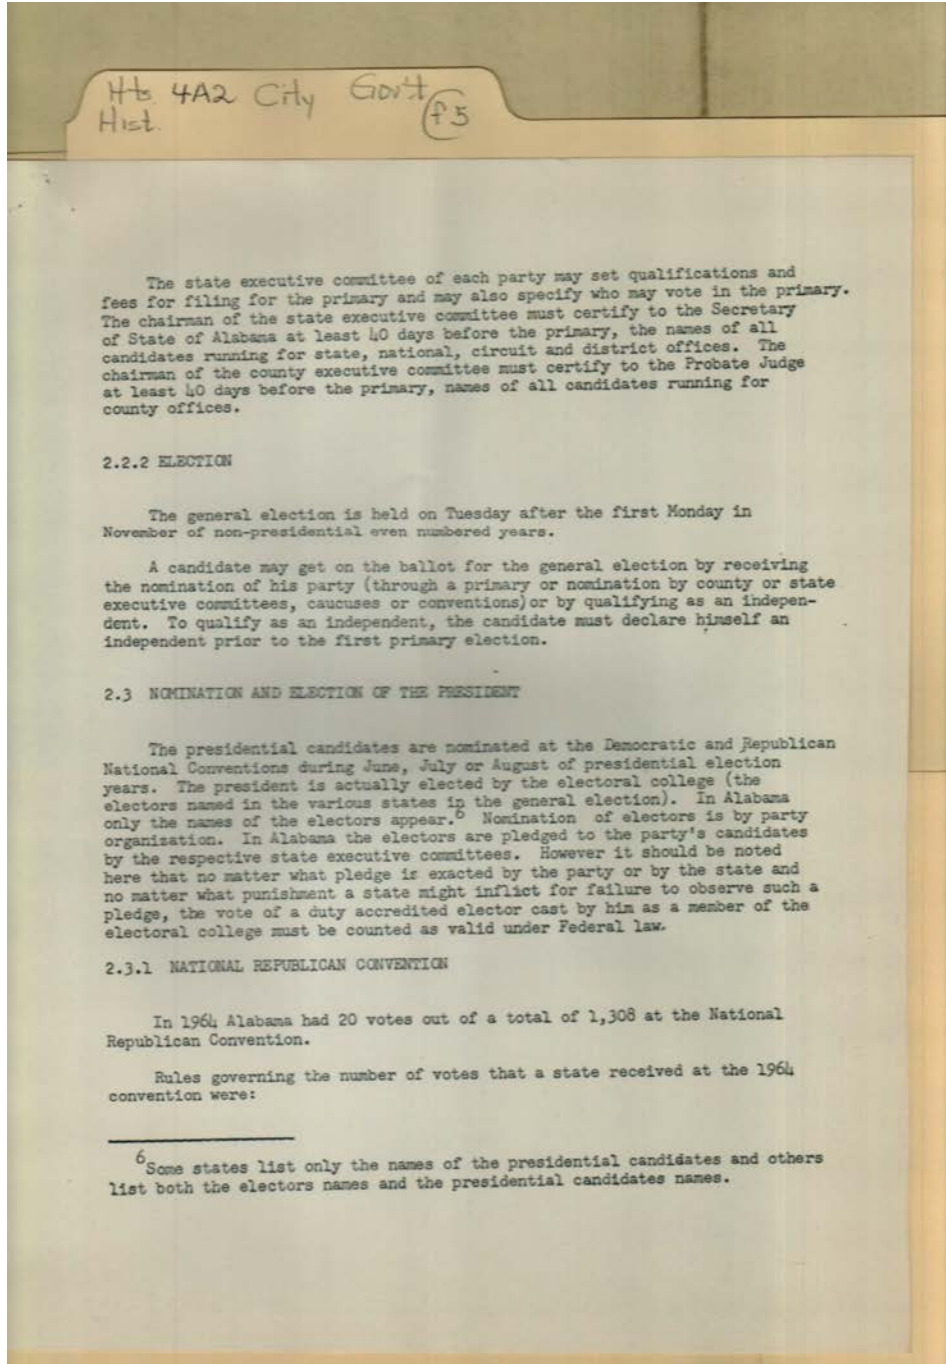 Hts 4A2 City Gov't
Hist.
f5
The state executive committee of each party may set qualifications and
fees for filing for the primary and may also specify who may vote in the primary.
The chairman of the state executive committee must certify to the Secretary
of State of Alabama at least 40 days before the primary, the names of all
candidates running for state, national, circuit and district offices. The
chairman of the county executive committee must certify to the Probate Judge
at least 40 days before the primary, names of all candidates running for
county offices.
2.2.2 ELECTION
The general election is held on Tuesday after the first Monday in
November of non-presidential even numbered years.
A candidate may get on the ballot for the general election by receiving
the nomination of his party (through a primary or nomination by county or state
executive committees, caucuses or conventions)or by qualifying as an indepen-
dent. To qualify as an independent, the candidate must declare himself an
independent prior to the first primary election.
2.3 NOMINATION AND ELECTION OF THE PRESIDENT
The presidential candidates are nominated at the Democratic and Republican
National Conventions during June, July or August of presidential election
years. The president is actually elected by the electoral college (the
electors named in the various states in the general election). In Alabama
only the names of the electors appear.6 Nomination of electors is by party
organization. In Alabama the electors are pledged to the party's candidates
by the respective state executive committees. However it should be noted
here that no matter what pledge is exacted by the party or by the state and
no matter what punishment a state might inflict for failure to observe such a
pledge, the vote of a duty accredited elector cast by him as a member of the
electoral college must be counted as valid under Federal law.
2.3.1 NATIONAL REPUBLICAN CONVENTION
In 1964 Alabama had 20 votes out of a total of 1,308 at the National
Republican Convention.
Rules governing the number of votes that a state received at the 1964
convention were:
6Some states list only the names of the presidential candidates and others
list both the electors names and the presidential candidates names.